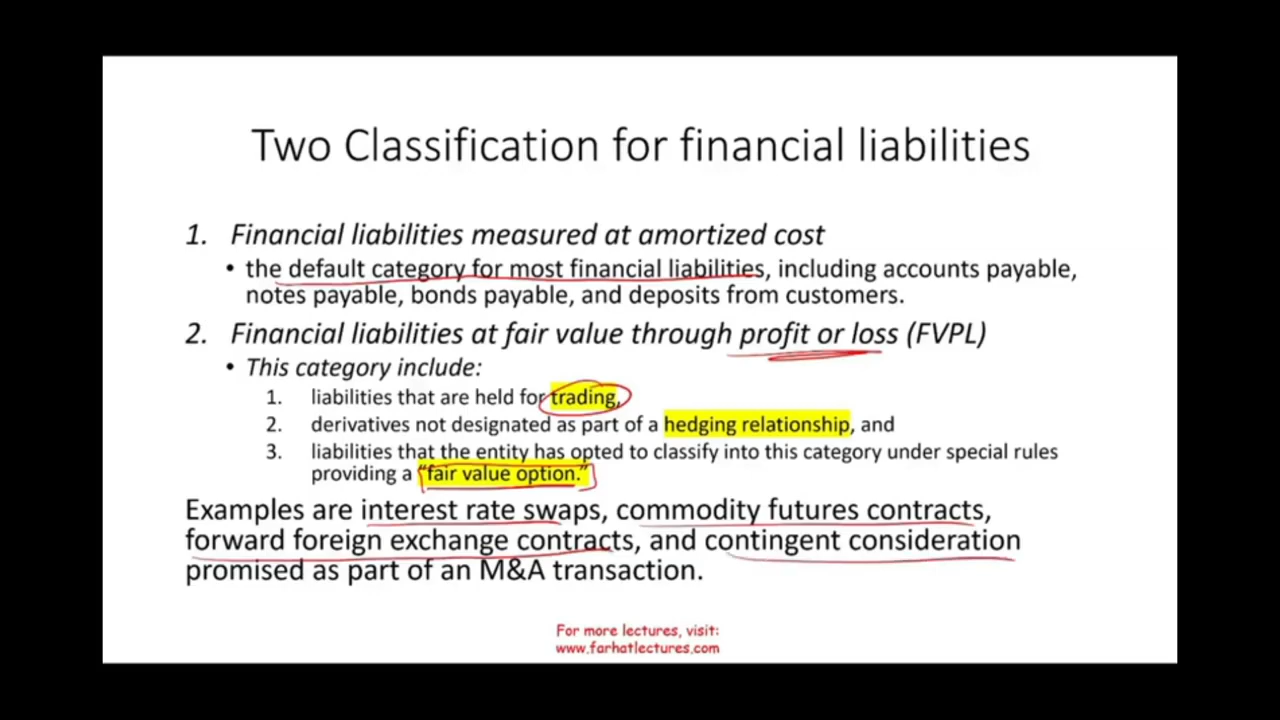 Two Classification for financial liabilities
1. Financial liabilities measured at amortized cost
• the default category for most financial liabilities, including accounts payable,
notes payable, bonds payable, and deposits from customers.
2. Financial liabilities at fair value through profit or loss (FVPL)
• This category include:
1. liabilities that are held for trading,
2. derivatives not designated as part of a hedging relationship, and
3. liabilities that the entity has opted to classify into this category under special rules
providing a “fair value option.”
Examples are interest rate swaps, commodity futures contracts,
forward foreign exchange contracts, and contingent consideration
promised as part of an M&A transaction.
For more lectures, visit:
www.farhatlectures.com